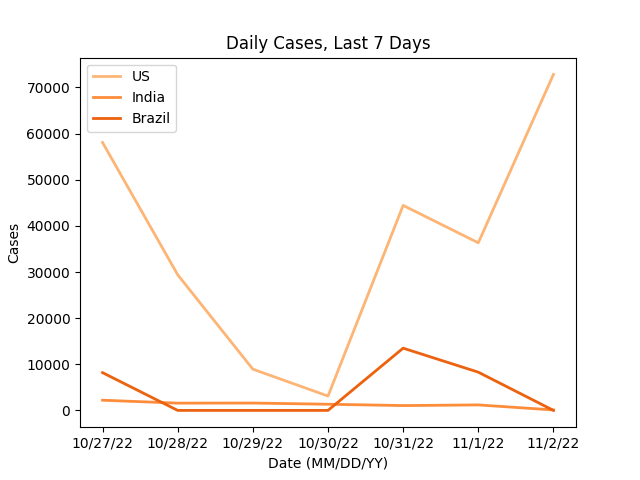 Daily Cases, Last 7 Days
US
India
Brazil
70000
60000
50000
40000
30000
20000
10000
0
Cases
10/27/22 10/28/22 10/29/22 10/30/22 10/31/22 11/1/22 11/2/22
Date (MM/DD/YY)